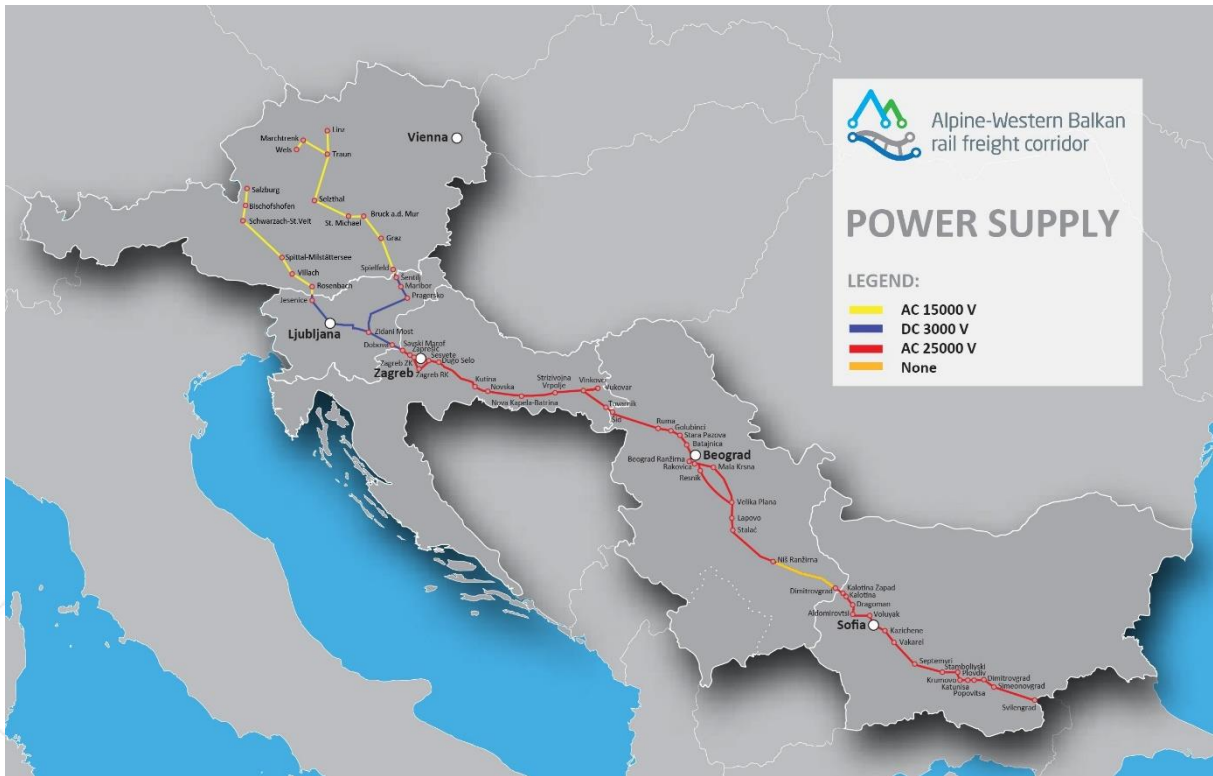 Alpine-Western Balkan
rail freight corridor
POWER SUPPLY
LEGEND:
AC 15000 V
DC 3000 V
AC 25000 V
None
Linz
Marchtrenk
Wels
Traun
Vienna
Salzburg
Bischofshofen
Schwarzach-St.Veit
Selzthal
St. Michael
Bruck a.d. Mur
Graz
Spittal-Milstättersee
Villach
Rosenbach
Spielfeld
Šentilj
Maribor
Pragersko
Jesenice
Ljubljana
Zidani Most
Dobova
Savski Marof
Zaprešić
Sesvete
Dugo Selo
Zagreb ZK
Zagreb
Zagreb RK
Kutina
Novska
Nova Kapela-Batrina
Strizivojna
Vrpolje
Vinkovci
Vukovar
Tovarnik
Šid
Ruma
Golubinci
Stara Pazova
Batajnica
Beograd
Beograd Ranžirna
Rakovica
Resnik
Mala Krsna
Velika Plana
Lapovo
Stalać
Niš Ranžirna
Dimitrovgrad
Kalotina Zapad
Kalotina
Dragoman
Aldomirovtsi
Voluyak
Sofia
Karichene
Vakarel
Septemvri
Stamboliyski
Plovdiv
Krumovo
Katunisa
Popovitsa
Dimitrovgrad
Simeonovgrad
Svilengrad